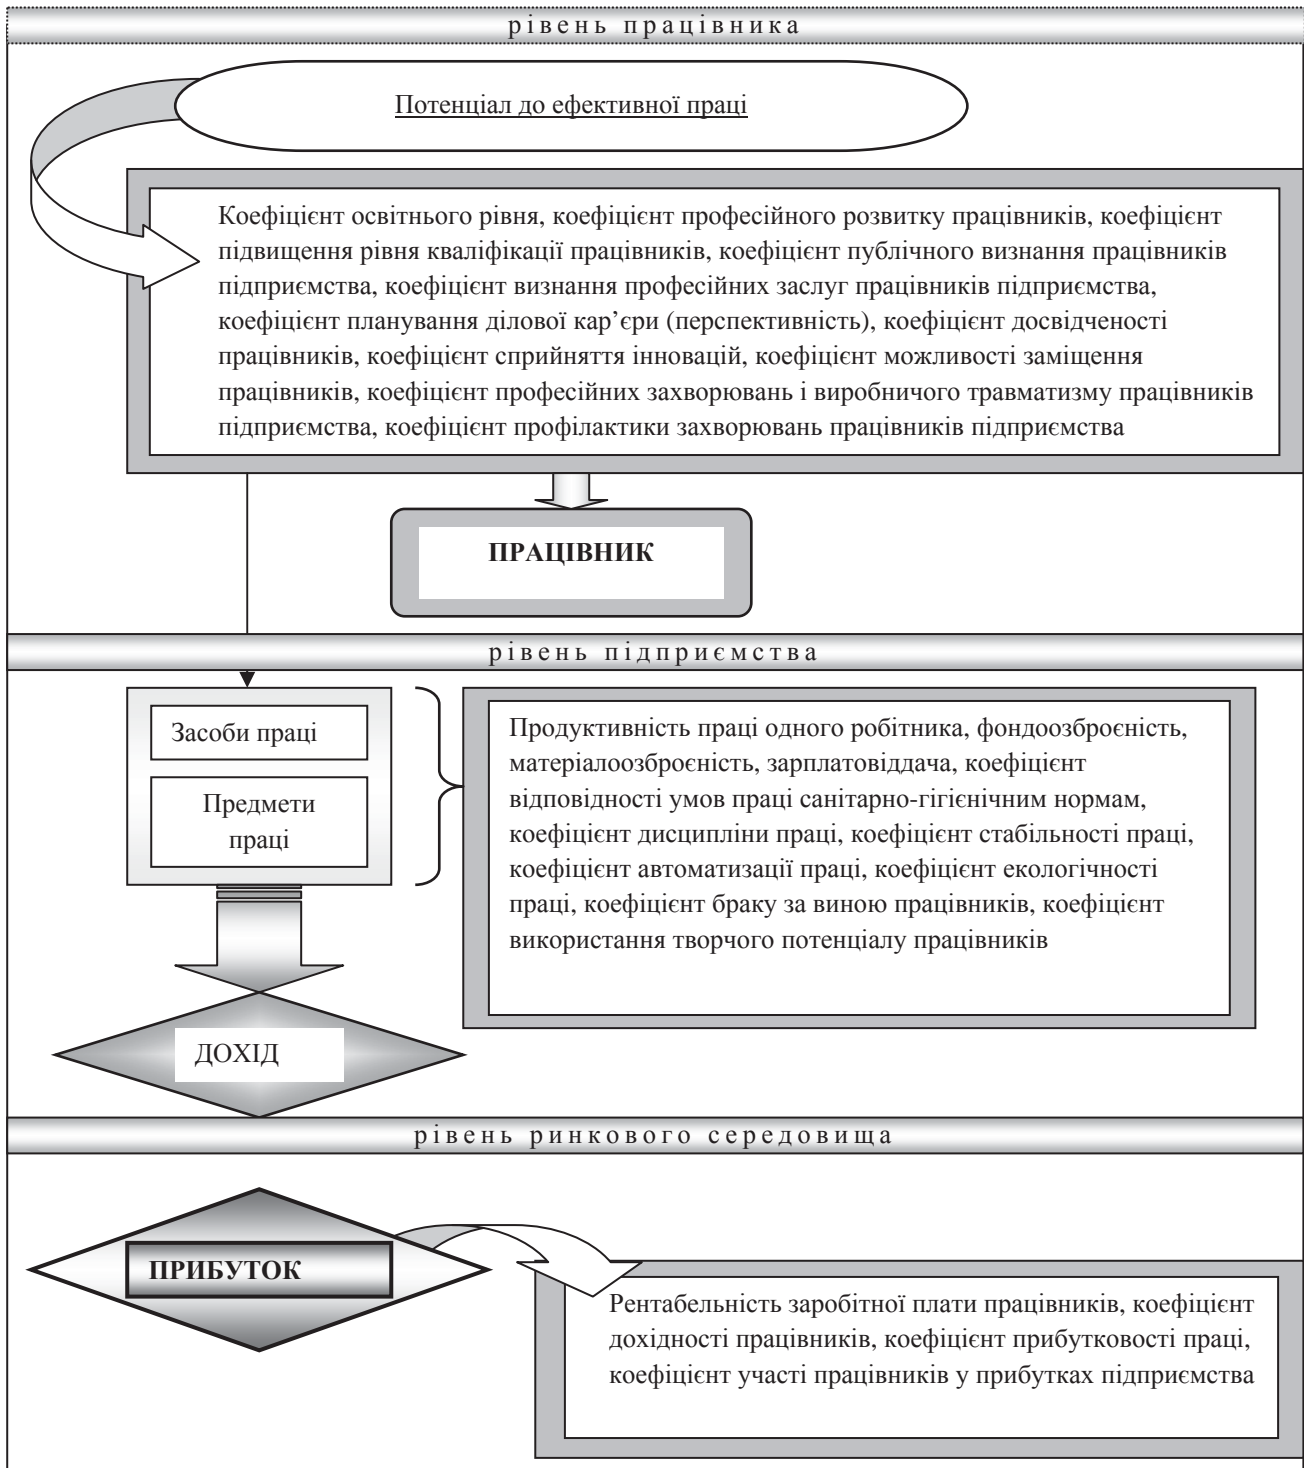 рівень працівника
Потенціал до ефективної праці
Коефіцієнт освітнього рівня, коефіцієнт професійного розвитку працівників, коефіцієнт
підвищення рівня кваліфікації працівників, коефіцієнт публічного визнання працівників
підприємства, коефіцієнт визнання професійних заслуг працівників підприємства,
коефіцієнт планування ділової кар’єри (перспективність), коефіцієнт досвідченості
працівників, коефіцієнт сприйняття інновацій, коефіцієнт можливості заміщення
працівників, коефіцієнт професійних захворювань і виробничого травматизму працівників
підприємства, коефіцієнт профілактики захворювань працівників підприємства
ПРАЦІВНИК
рівень підприємства
Засоби праці
Предмети
праці
Продуктивність праці одного робітника, фондоозброєність,
матеріалоозброєність, зарплатовіддача, коефіцієнт
відповідності умов праці санітарно-гігієнічним нормам,
коефіцієнт дисципліни праці, коефіцієнт стабільності праці,
коефіцієнт автоматизації праці, коефіцієнт екологічності
праці, коефіцієнт браку за виною працівників, коефіцієнт
використання творчого потенціалу працівників
ДОХІД
рівень ринкового середовища
ПРИБУТОК
Рентабельність заробітної плати працівників, коефіцієнт
дохідності працівників, коефіцієнт прибутковості праці,
коефіцієнт участі працівників у прибутках підприємства